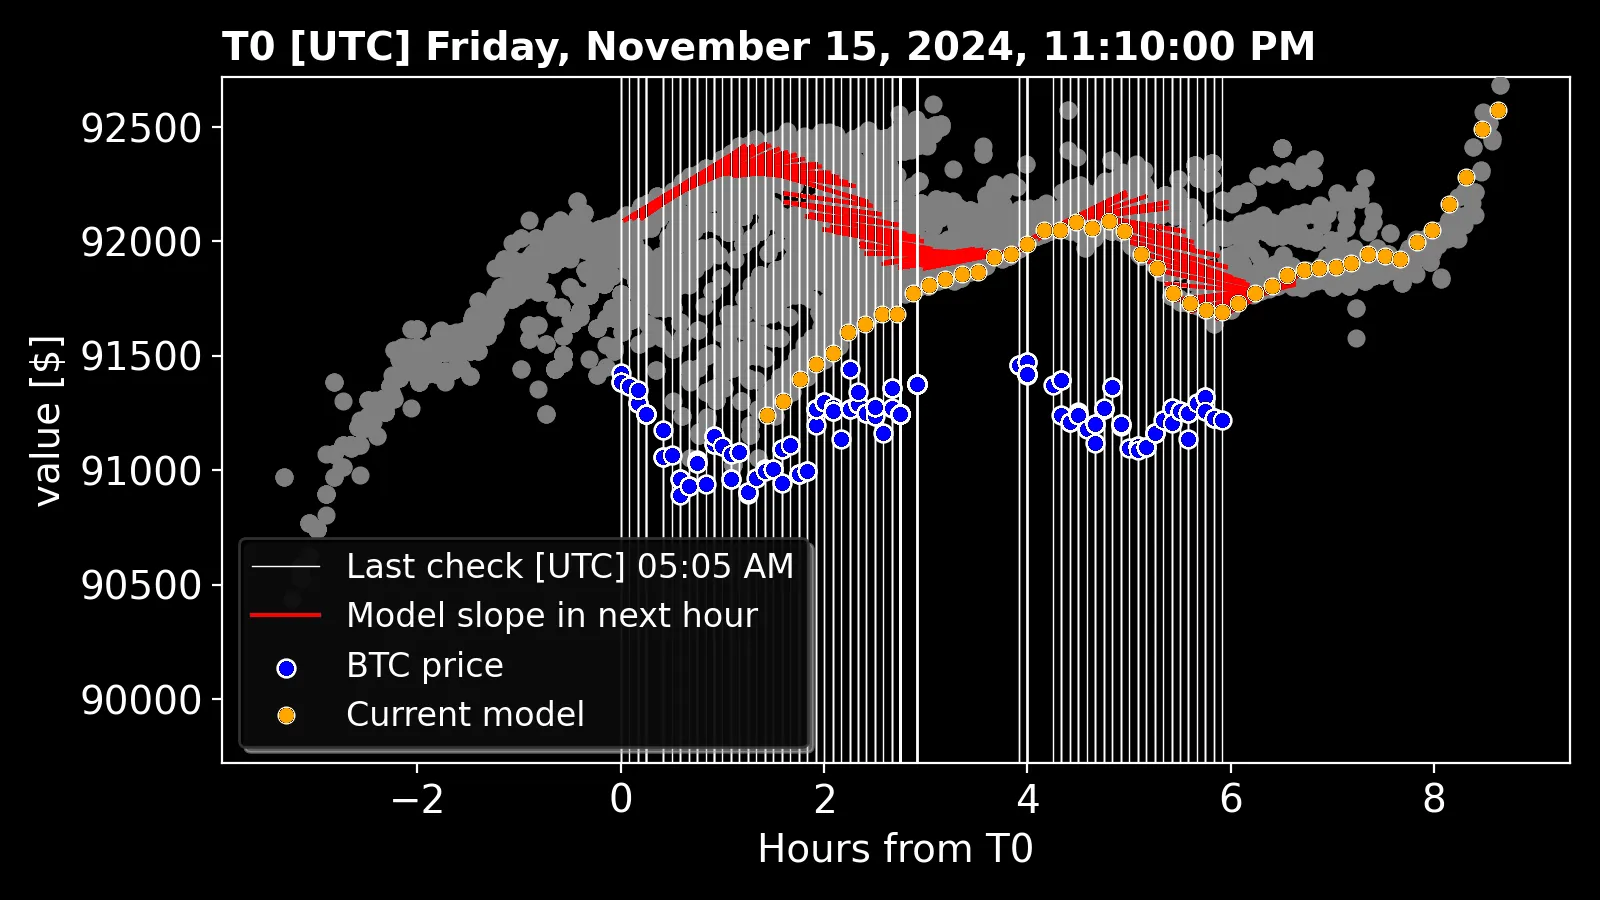 T0 [UTC] Friday, November 15, 2024, 11:10:00 PM
value [$]
92500
92000
91500
91000
90500
90000
Last check [UTC] 05:05 AM
Model slope in next hour
BTC price
Current model
−2 0 2 4 6 8
Hours from T0